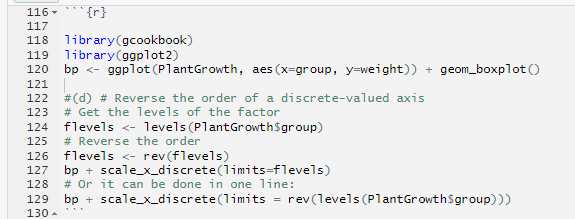 116 ```{r}
117
118 library(gcookbook)
119 library(ggplot2)
120 bp <- ggplot(PlantGrowth, aes(x=group, y=weight)) + geom_boxplot()
121
122 #(d) # Reverse the order of a discrete-valued axis
123 # Get the levels of the factor
124 flevels <- levels(PlantGrowth$group)
125 # Reverse the order
126 flevels <- rev(flevels)
127 bp + scale_x_discrete(limits=flevels)
128 # Or it can be done in one line:
129 bp + scale_x_discrete(limits = rev(levels(PlantGrowth$group)))
130 ```